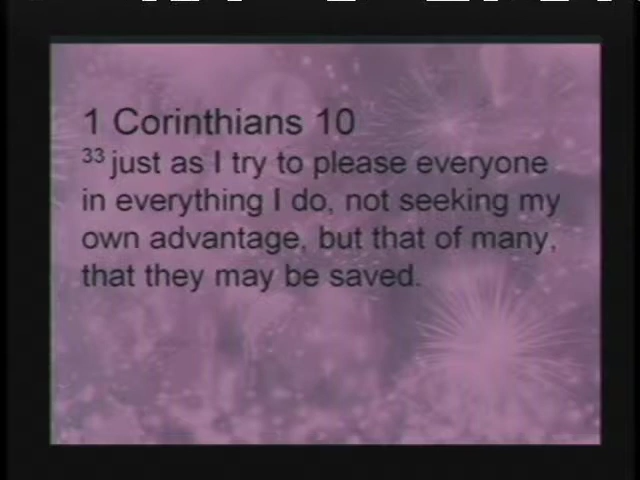 1 Corinthians 10
33 just as I try to please everyone
in everything I do, not seeking my
own advantage, but that of many,
that they may be saved.